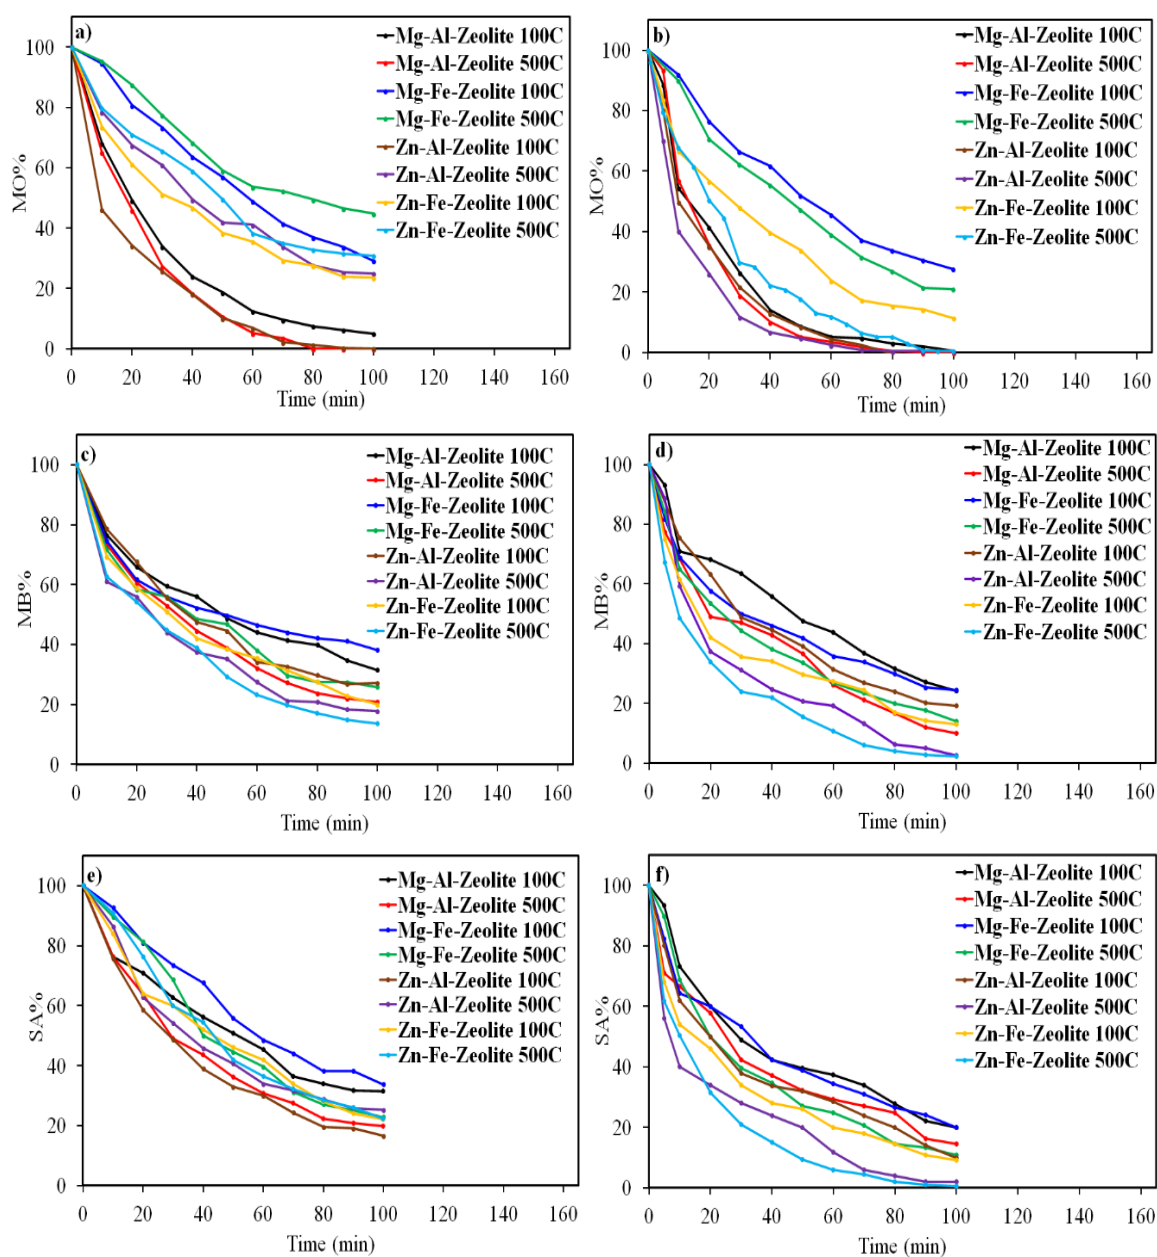 a)
MO%
100
80
60
40
20
0
0 20 40 60 80 100 120 140 160
Time (min)
Mg-Al-Zeolite 100C
Mg-Al-Zeolite 500C
Mg-Fe-Zeolite 100C
Mg-Fe-Zeolite 500C
Zn-Al-Zeolite 100C
Zn-Al-Zeolite 500C
Zn-Fe-Zeolite 100C
Zn-Fe-Zeolite 500C
b)
MO%
100
80
60
40
20
0
0 20 40 60 80 100 120 140 160
Time (min)
Mg-Al-Zeolite 100C
Mg-Al-Zeolite 500C
Mg-Fe-Zeolite 100C
Mg-Fe-Zeolite 500C
Zn-Al-Zeolite 100C
Zn-Al-Zeolite 500C
Zn-Fe-Zeolite 100C
Zn-Fe-Zeolite 500C
c)
MB%
100
80
60
40
20
0
0 20 40 60 80 100 120 140 160
Time (min)
Mg-Al-Zeolite 100C
Mg-Al-Zeolite 500C
Mg-Fe-Zeolite 100C
Mg-Fe-Zeolite 500C
Zn-Al-Zeolite 100C
Zn-Al-Zeolite 500C
Zn-Fe-Zeolite 100C
Zn-Fe-Zeolite 500C
d)
MB%
100
80
60
40
20
0
0 20 40 60 80 100 120 140 160
Time (min)
Mg-Al-Zeolite 100C
Mg-Al-Zeolite 500C
Mg-Fe-Zeolite 100C
Mg-Fe-Zeolite 500C
Zn-Al-Zeolite 100C
Zn-Al-Zeolite 500C
Zn-Fe-Zeolite 100C
Zn-Fe-Zeolite 500C
e)
SA%
100
80
60
40
20
0
0 20 40 60 80 100 120 140 160
Time (min)
Mg-Al-Zeolite 100C
Mg-Al-Zeolite 500C
Mg-Fe-Zeolite 100C
Mg-Fe-Zeolite 500C
Zn-Al-Zeolite 100C
Zn-Al-Zeolite 500C
Zn-Fe-Zeolite 100C
Zn-Fe-Zeolite 500C
f)
SA%
100
80
60
40
20
0
0 20 40 60 80 100 120 140 160
Time (min)
Mg-Al-Zeolite 100C
Mg-Al-Zeolite 500C
Mg-Fe-Zeolite 100C
Mg-Fe-Zeolite 500C
Zn-Al-Zeolite 100C
Zn-Al-Zeolite 500C
Zn-Fe-Zeolite 100C
Zn-Fe-Zeolite 500C